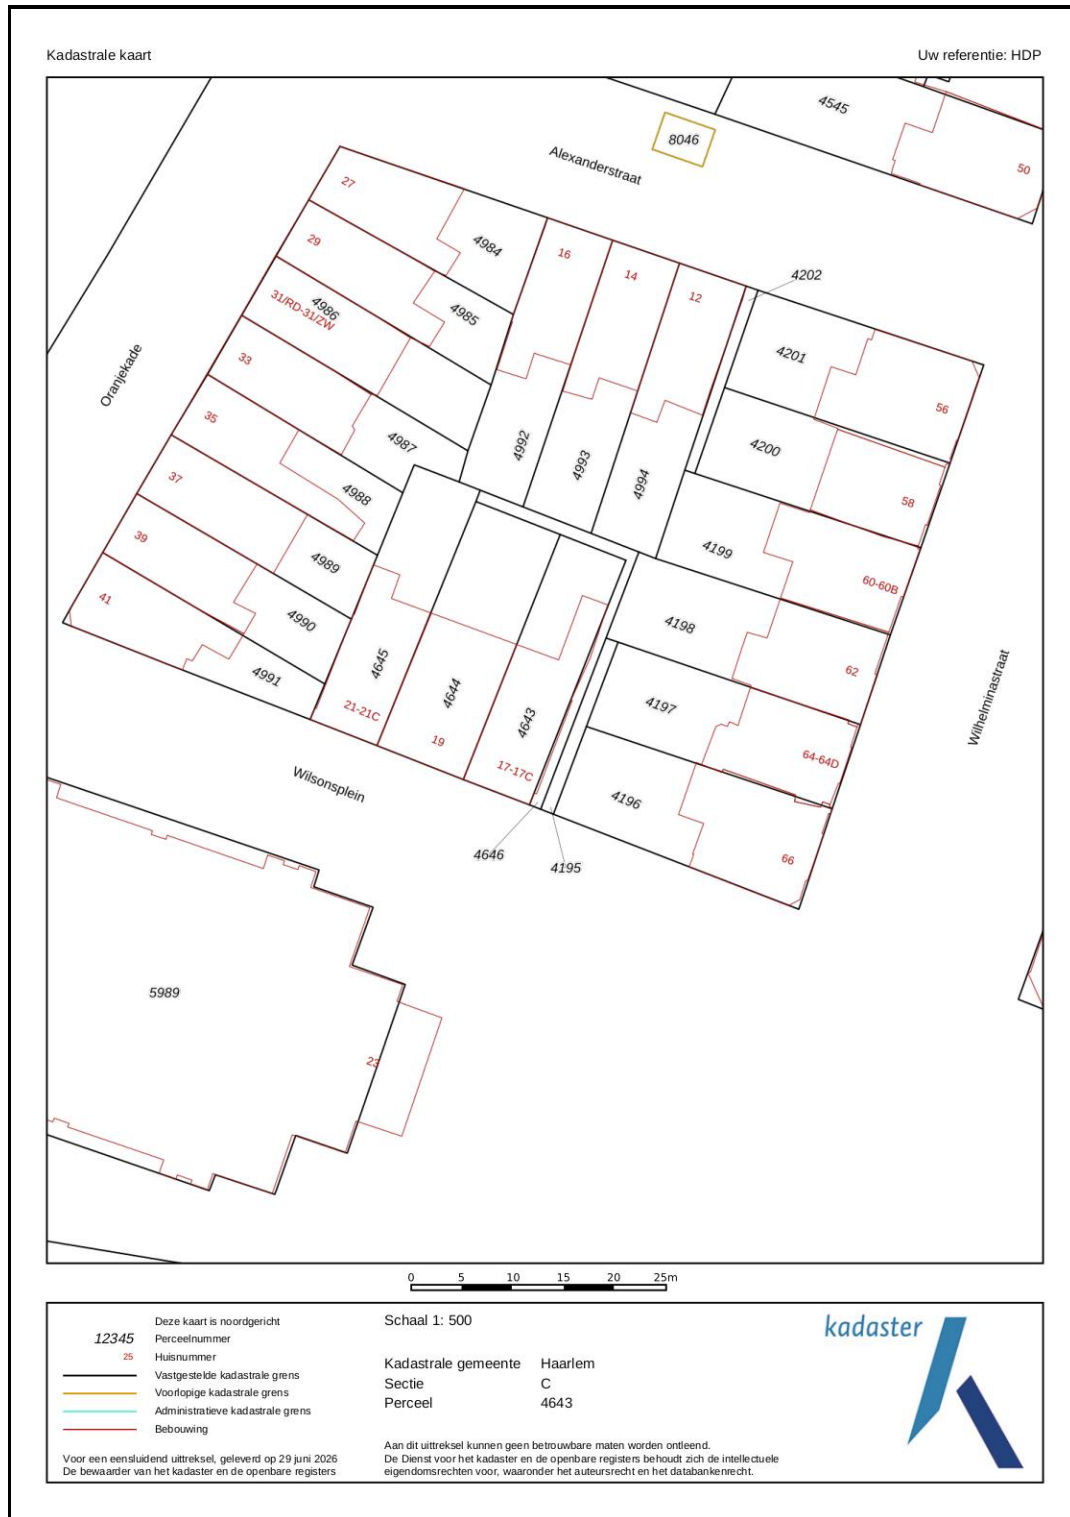 Kadastrale kaart
Uw referentie: HDP
4545
8046
50
Alexanderstraat
27
4984
16
14
12
4202
29
4985
31/RD-31/ZW
4986
4201
56
Oranjekade
33
4987
4992
4993
4994
4200
58
35
4988
4199
60-60B
37
4989
39
4990
4198
62
41
4991
4645
21-21C
4644
19
4643
17-17C
4197
64-64D
Wilhelminastraat
4196
66
Wilsonsplein
4646
4195
5989
23
0 5 10 15 20 25m
Deze kaart is noordgericht
12345 Perceelnummer
25 Huisnummer
Vastgestelde kadastrale grens
Voorlopige kadastrale grens
Administratieve kadastrale grens
Bebouwing
Voor een eensluidend uittreksel, geleverd op 29 juni 2026
De bewaarder van het kadaster en de openbare registers
Schaal 1: 500
Kadastrale gemeente Haarlem
Sectie C
Perceel 4643
Aan dit uittreksel kunnen geen betrouwbare maten worden ontleend.
De Dienst voor het kadaster en de openbare registers behoudt zich de intellectuele
eigendomsrechten voor, waaronder het auteursrecht en het databankenrecht.
kadaster